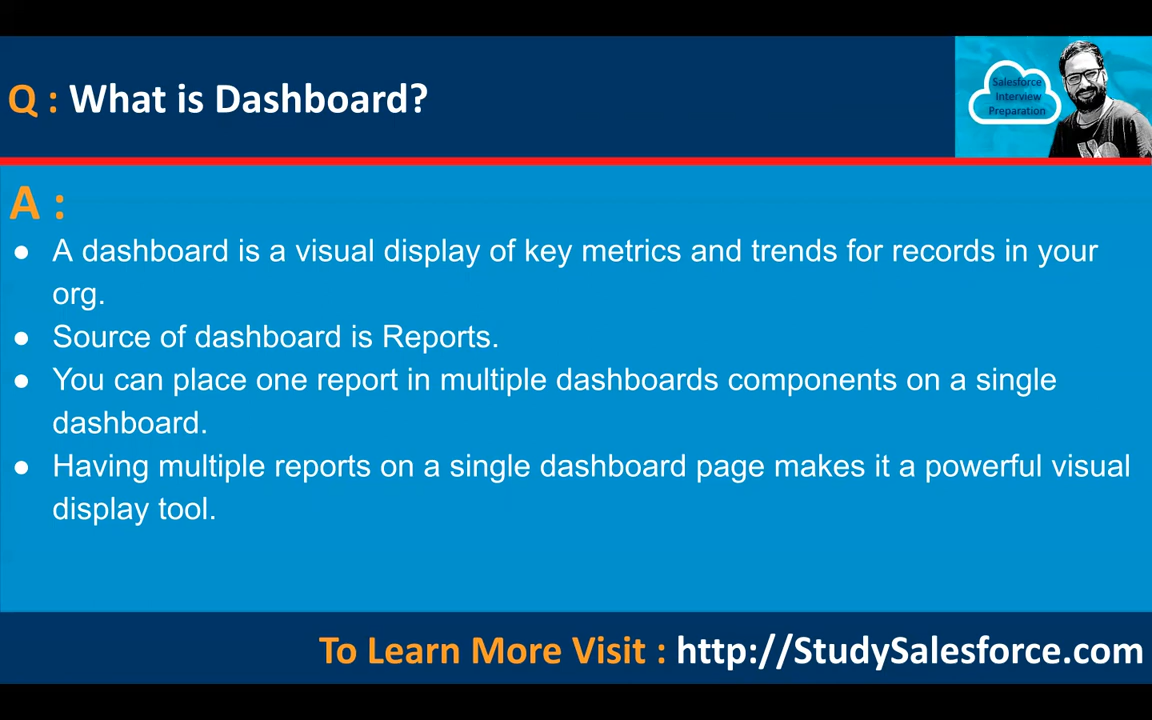 Q : What is Dashboard?
Salesforce
Interview
Preparation
A :
● A dashboard is a visual display of key metrics and trends for records in your
org.
● Source of dashboard is Reports.
● You can place one report in multiple dashboards components on a single
dashboard.
● Having multiple reports on a single dashboard page makes it a powerful visual
display tool.
To Learn More Visit : http://StudySalesforce.com